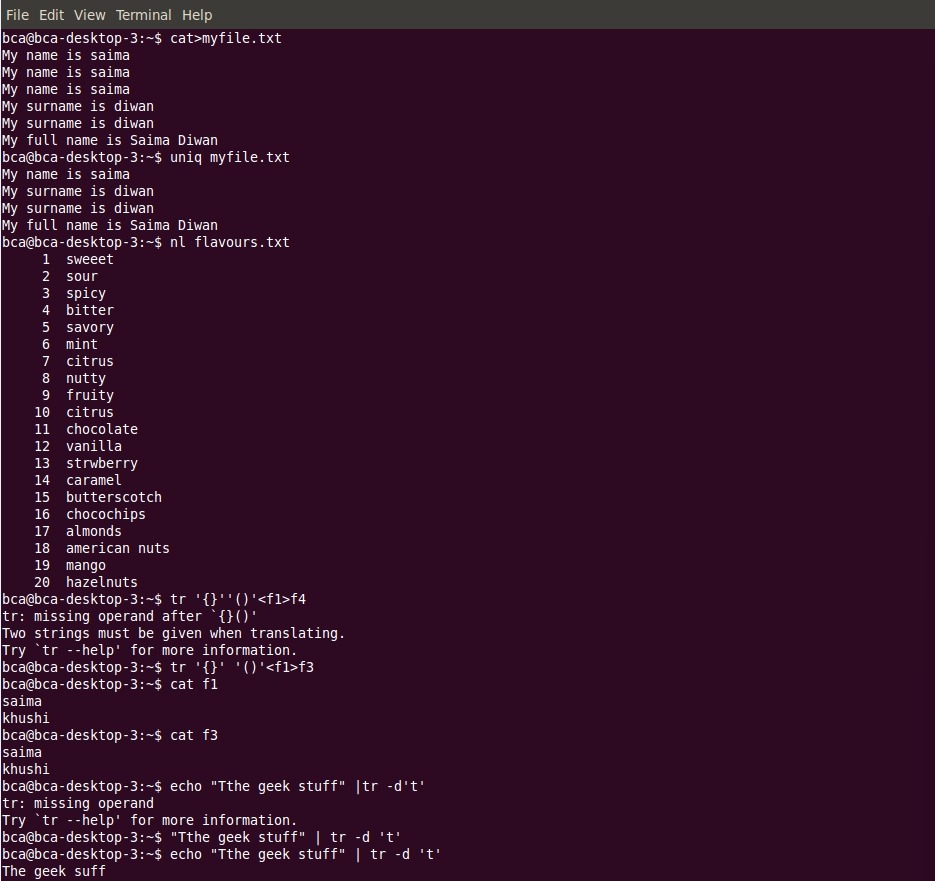 File Edit View Terminal Help
bca@bca-desktop-3:~$ cat>myfile.txt
My name is saima
My name is saima
My name is saima
My surname is diwan
My surname is diwan
My full name is Saima Diwan
bca@bca-desktop-3:~$ uniq myfile.txt
My name is saima
My surname is diwan
My surname is diwan
My full name is Saima Diwan
bca@bca-desktop-3:~$ nl flavours.txt
     1  sweeet
     2  sour
     3  spicy
     4  bitter
     5  savory
     6  mint
     7  citrus
     8  nutty
     9  fruity
    10  citrus
    11  chocolate
    12  vanilla
    13  strwberry
    14  caramel
    15  butterscotch
    16  chocochips
    17  almonds
    18  american nuts
    19  mango
    20  hazelnuts
bca@bca-desktop-3:~$ tr '{}''()'<f1>f4
tr: missing operand after `{}()'
Two strings must be given when translating.
Try `tr --help' for more information.
bca@bca-desktop-3:~$ tr '{}' '()'<f1>f3
bca@bca-desktop-3:~$ cat f1
saima
khushi
bca@bca-desktop-3:~$ cat f3
saima
khushi
bca@bca-desktop-3:~$ echo "Tthe geek stuff" |tr -d't'
tr: missing operand
Try `tr --help' for more information.
bca@bca-desktop-3:~$ "Tthe geek stuff" | tr -d 't'
bca@bca-desktop-3:~$ echo "Tthe geek stuff" | tr -d 't'
The geek suff